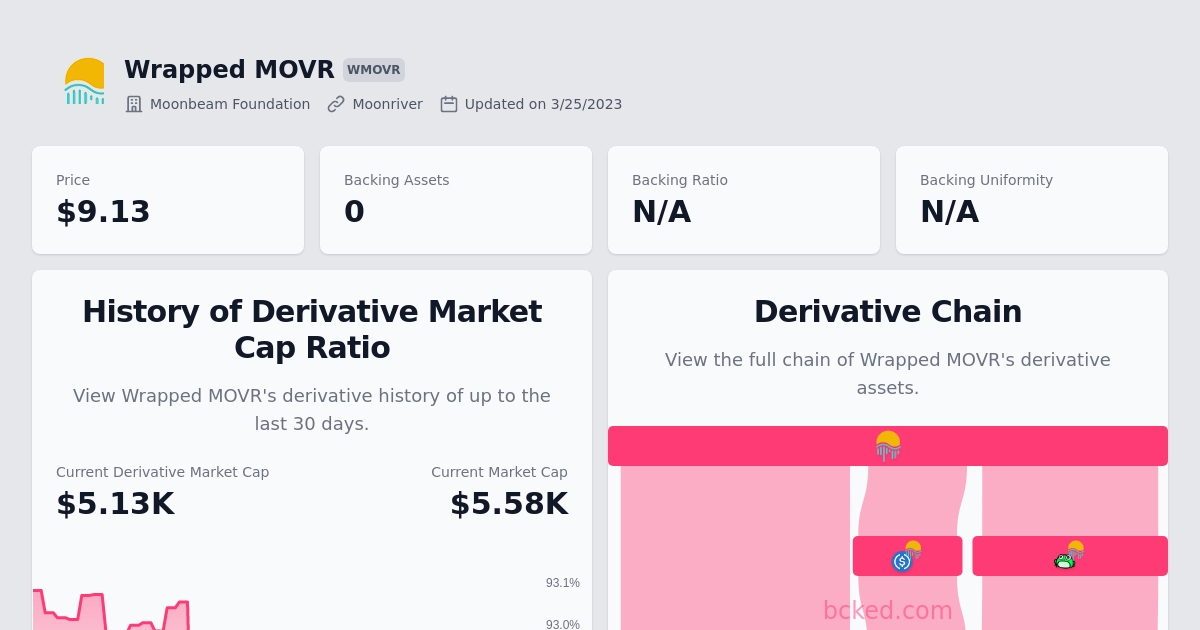 Wrapped MOVR WMOVR
Moonbeam Foundation Moonriver Updated on 3/25/2023
Price
$9.13
Backing Assets
0
Backing Ratio
N/A
Backing Uniformity
N/A
History of Derivative Market
Cap Ratio
View Wrapped MOVR's derivative history of up to the
last 30 days.
Current Derivative Market Cap
$5.13K
Current Market Cap
$5.58K
93.1%
93.0%
Derivative Chain
View the full chain of Wrapped MOVR's derivative
assets.
bcked.com